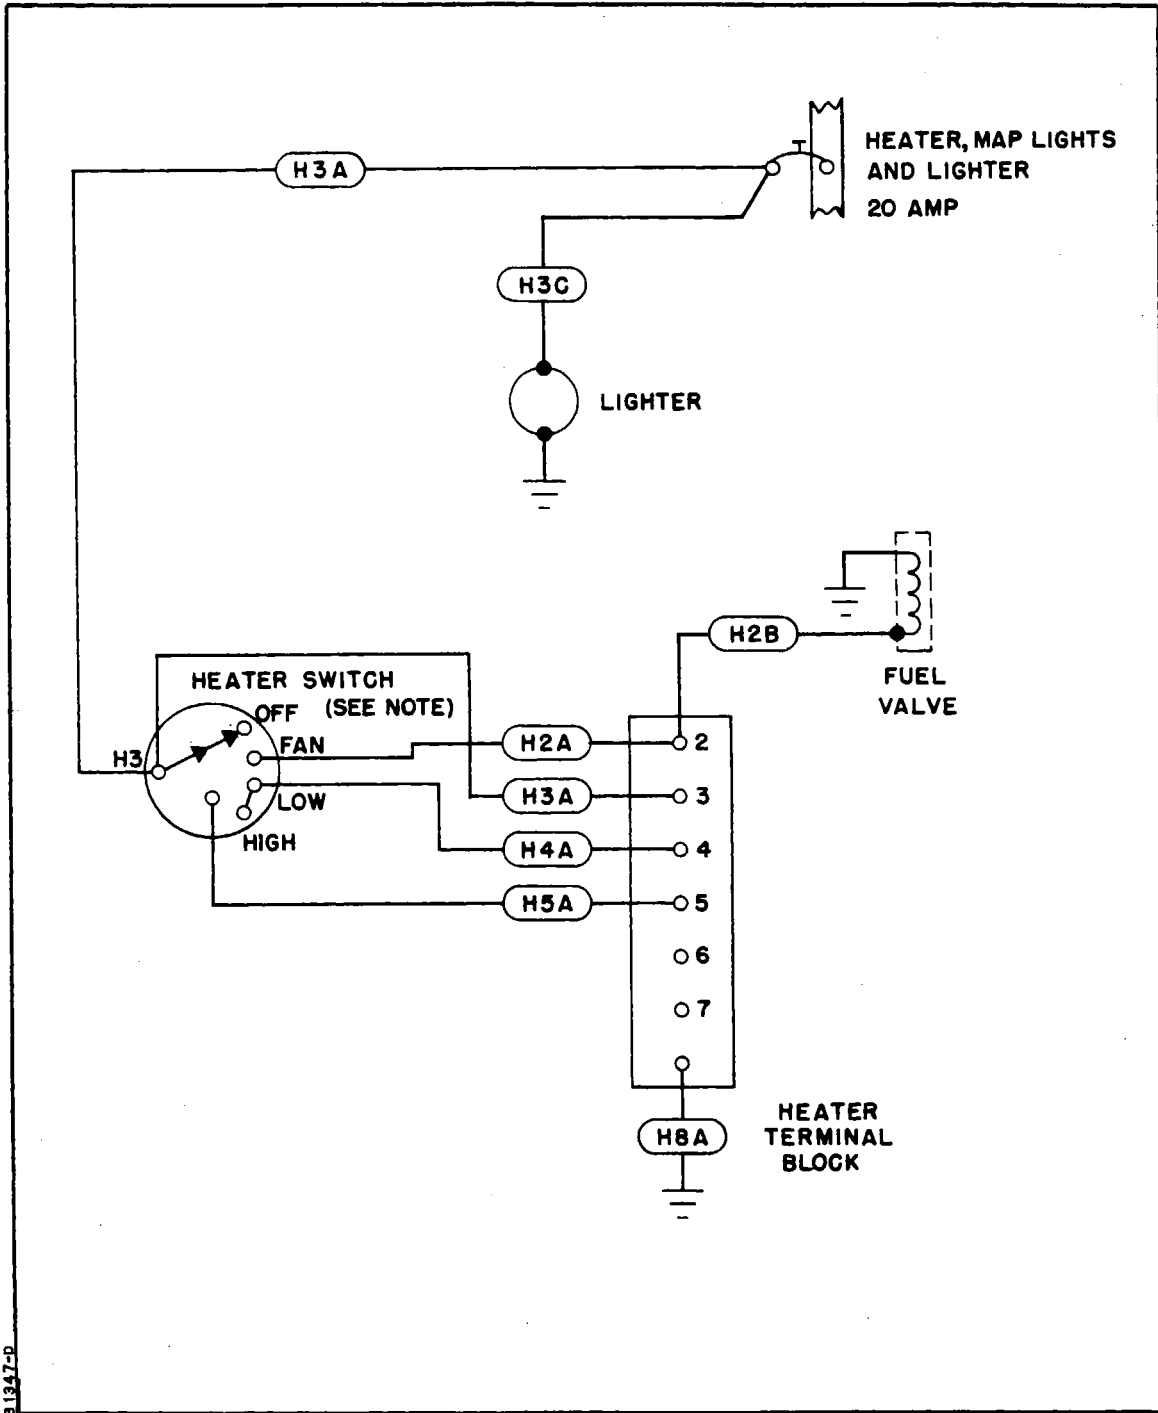 HEATER, MAP LIGHTS
AND LIGHTER
20 AMP
H3A
H3C
LIGHTER
H2B
FUEL
VALVE
HEATER SWITCH
(SEE NOTE)
OFF
FAN
H3
LOW
HIGH
H2A
2
H3A
3
H4A
4
H5A
5
6
7
H8A
HEATER
TERMINAL
BLOCK